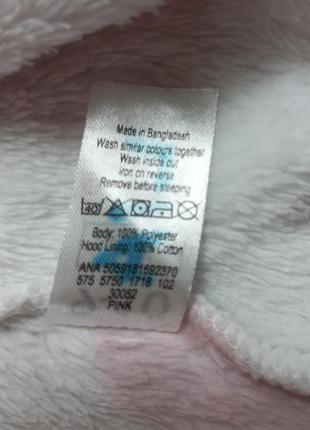 Made in Bangladesh
Wash similar colours together
Wash inside out
Iron on reverse
Remove before sleeping
40
Body: 100% Polyester
Hood Lining: 100% Cotton
ANA 5059181692370
575 5750 1718 102
30052
PINK